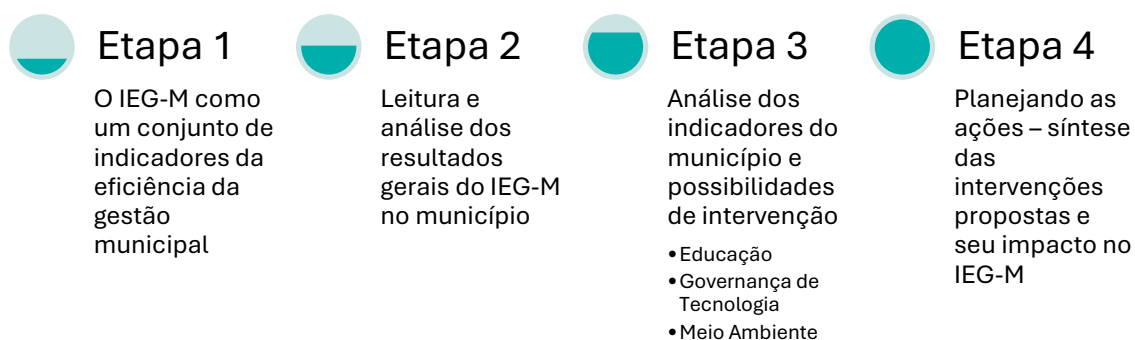 Etapa 1
O IEG-M como
um conjunto de
indicadores da
eficiência da
gestão
municipal
Etapa 2
Leitura e
análise dos
resultados
gerais do IEG-M
no município
Etapa 3
Análise dos
indicadores do
município e
possibilidades
de intervenção
•Educação
•Governança de
Tecnologia
•Meio Ambiente
Etapa 4
Planejando as
ações – síntese
das
intervenções
propostas e
seu impacto no
IEG-M